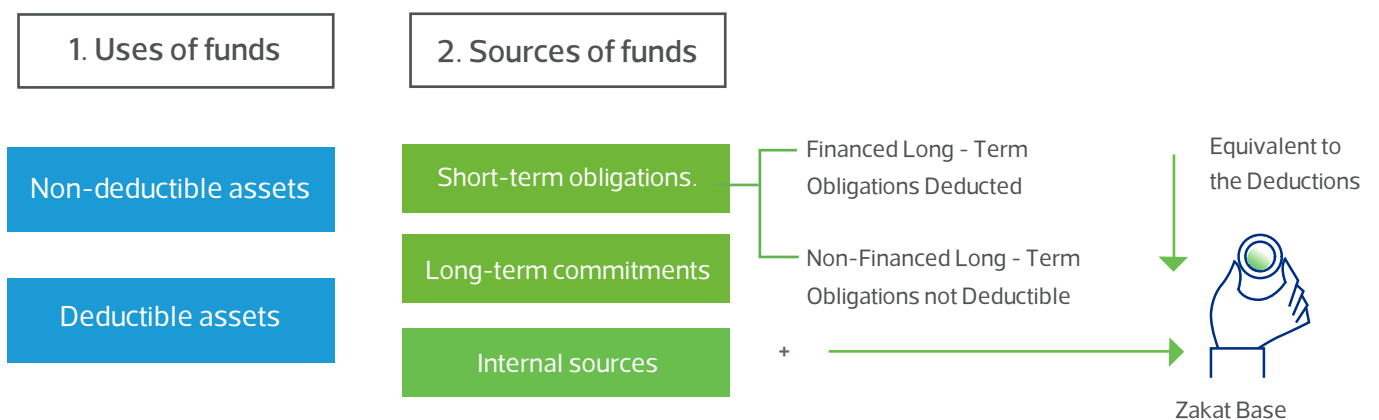 1. Uses of funds
2. Sources of funds
Non-deductible assets
Deductible assets
Short-term obligations.
Long-term commitments
Internal sources
Financed Long - Term
Obligations Deducted
Non-Financed Long - Term
Obligations not Deductible
+
Equivalent to
the Deductions
Zakat Base